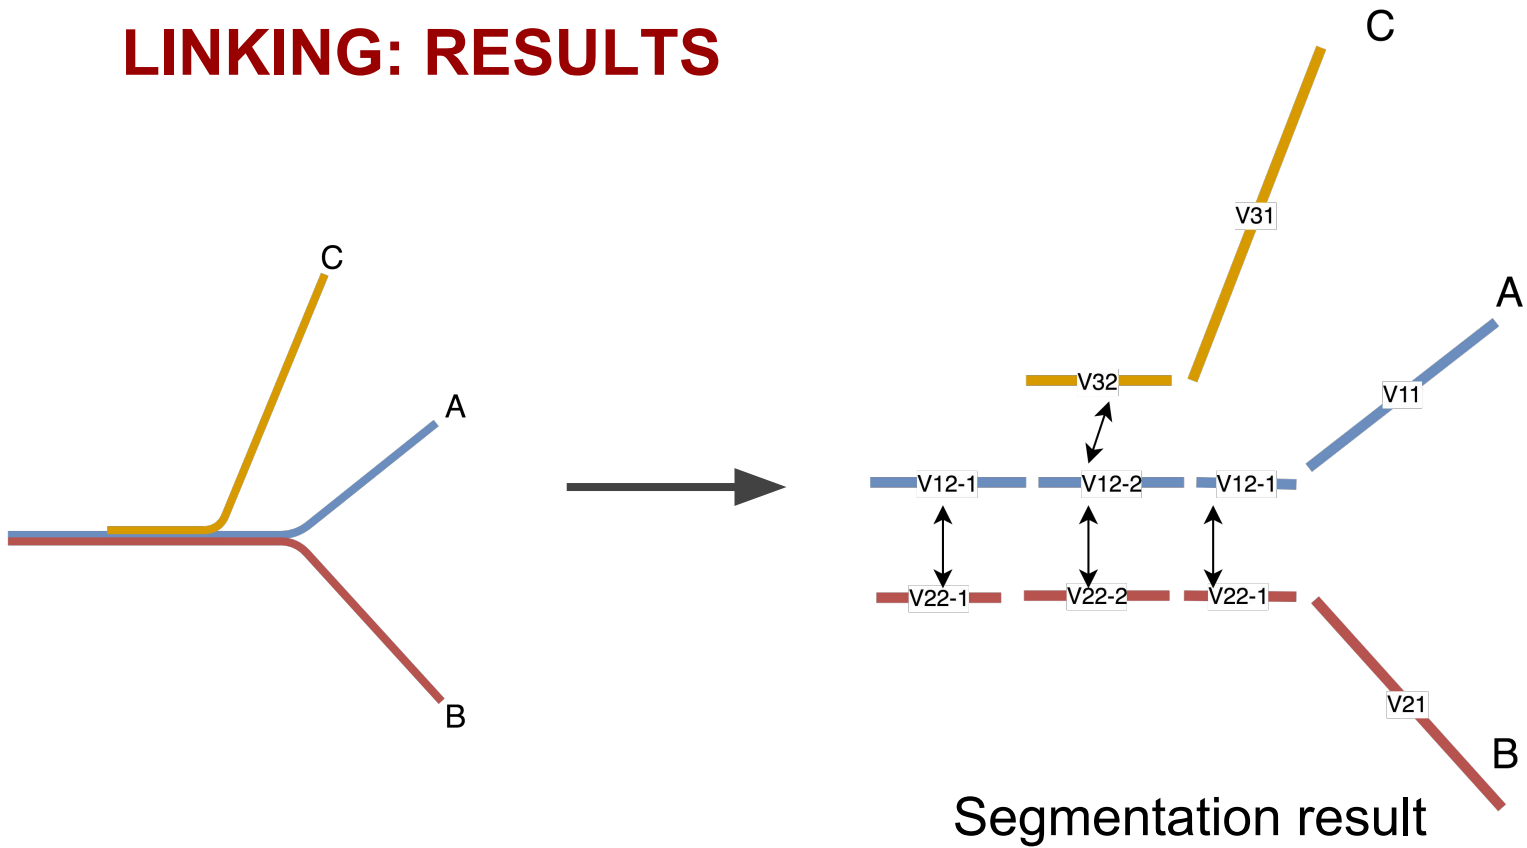 LINKING: RESULTS
C
A
B
C
V31
A
V11
V32
V12-1
V12-2
V12-1
V22-1
V22-2
V22-1
V21
B
Segmentation result